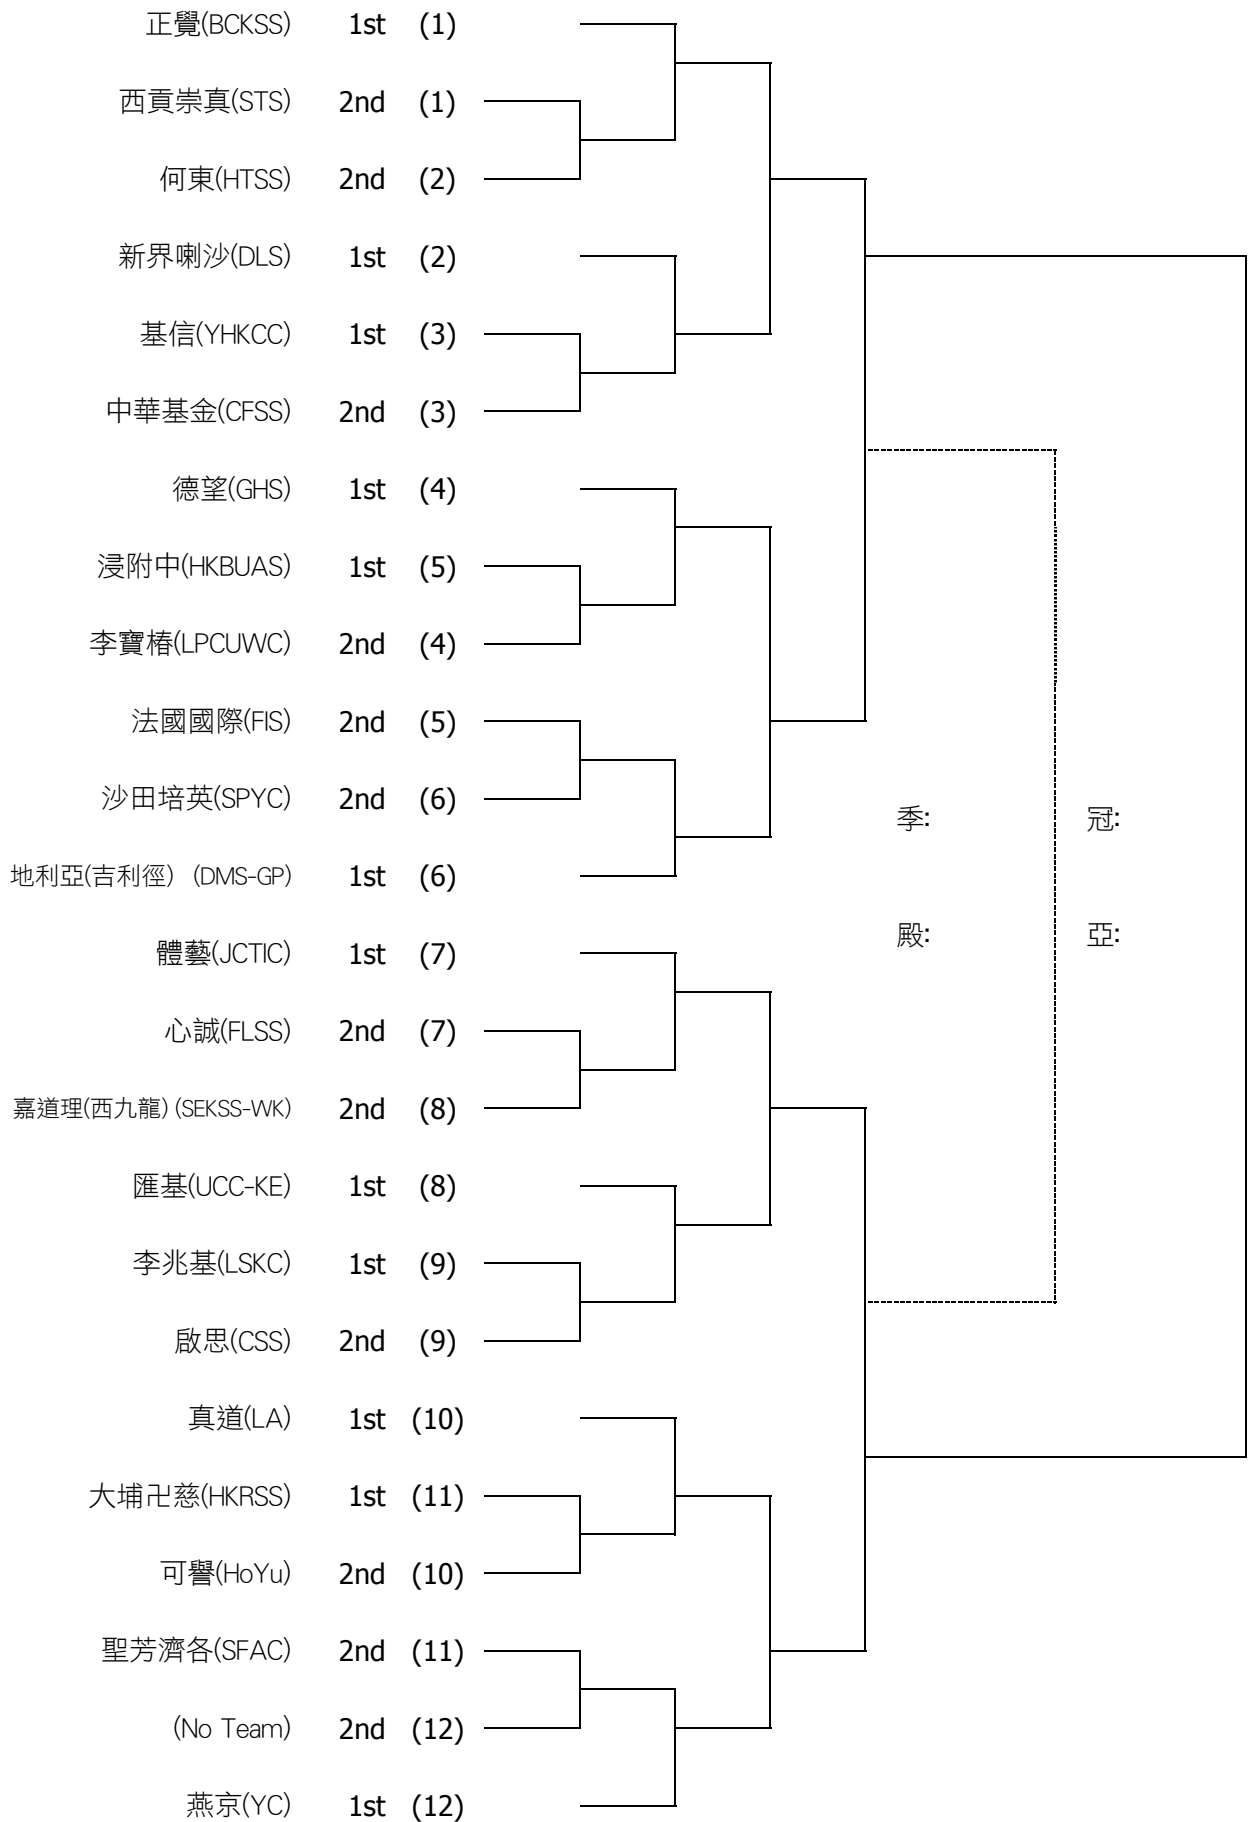 正覺(BCKSS) 1st (1)
西貢崇真(STS) 2nd (1)
何東(HTSS) 2nd (2)
新界喇沙(DLS) 1st (2)
基信(YHKCC) 1st (3)
中華基金(CFSS) 2nd (3)
德望(GHS) 1st (4)
浸附中(HKBUAS) 1st (5)
李寶椿(LPCUWC) 2nd (4)
法國國際(FIS) 2nd (5)
沙田培英(SPYC) 2nd (6)
季: 冠:
地利亞(吉利徑) (DMS-GP) 1st (6)
殿: 亞:
體藝(JCTIC) 1st (7)
心誠(FLSS) 2nd (7)
嘉道理(西九龍) (SEKSS-WK) 2nd (8)
匯基(UCC-KE) 1st (8)
李兆基(LSKC) 1st (9)
啟思(CSS) 2nd (9)
真道(LA) 1st (10)
大埔卍慈(HKRSS) 1st (11)
可譽(HoYu) 2nd (10)
聖芳濟各(SFAC) 2nd (11)
(No Team) 2nd (12)
燕京(YC) 1st (12)